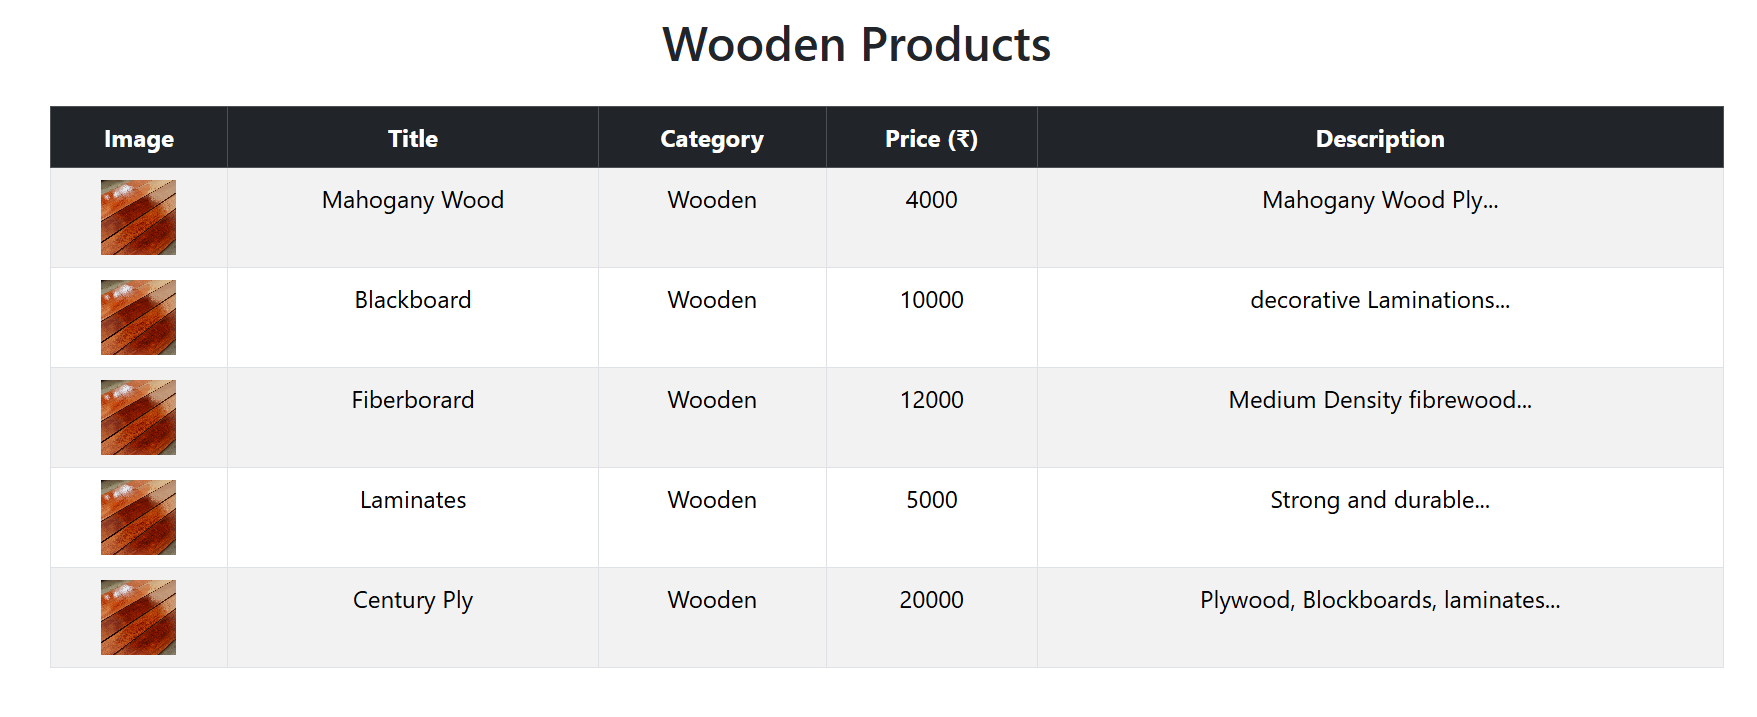 Wooden Products
Image Title Category Price (₹) Description
Mahogany Wood Wooden 4000 Mahogany Wood Ply...
Blackboard Wooden 10000 decorative Laminations...
Fiberborard Wooden 12000 Medium Density fibrewood...
Laminates Wooden 5000 Strong and durable...
Century Ply Wooden 20000 Plywood, Blockboards, laminates...